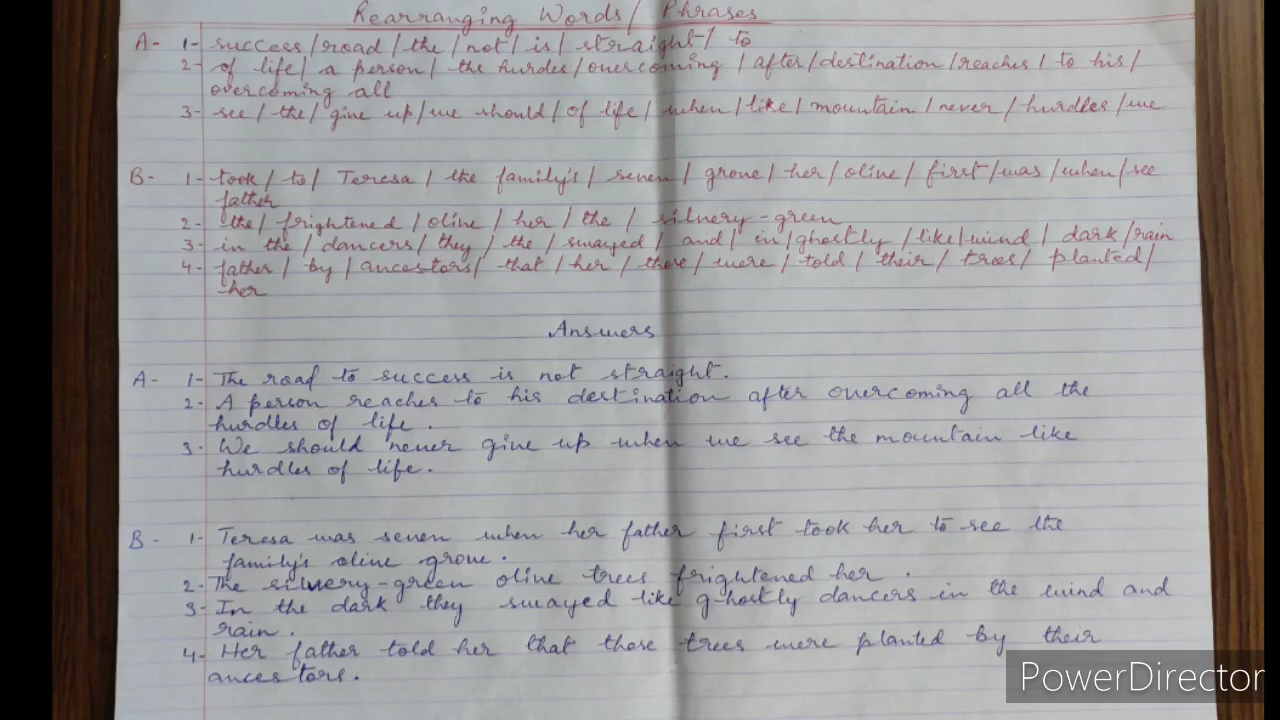 Rearranging Words/ Phrases
A- 1- success/road/the/not/is/straight/to
2- of life/a person/the hurdes/overcoming/after/destination/reaches/to his/
overcoming all
3- see/the/give up/we should/of life/when/like/mountain/never/hurdles/we
B- 1- took/to/Teresa/the family's/seven/grove/her/olive/first/was/when/see
father
2- the/frightened/olive/her/the/silvery-green
3- in the/dancers/they/the/swayed/and/in/ghostly/like/wind/dark/rain
4- father/by/ancestors/that/her/those/were/told/their/trees/planted/
her
Answers
A- 1- The road to success is not straight.
2- A person reaches to his destination after overcoming all the
hurdles of life.
3- We should never give up when we see the mountain like
hurdles of life.
B- 1- Teresa was seven when her father first took her to see the
family's olive grove.
2- The silvery-green olive trees frightened her.
3- In the dark they swayed like ghostly dancers in the wind and
rain.
4- Her father told her that those trees were planted by their
ancestors.
PowerDirector